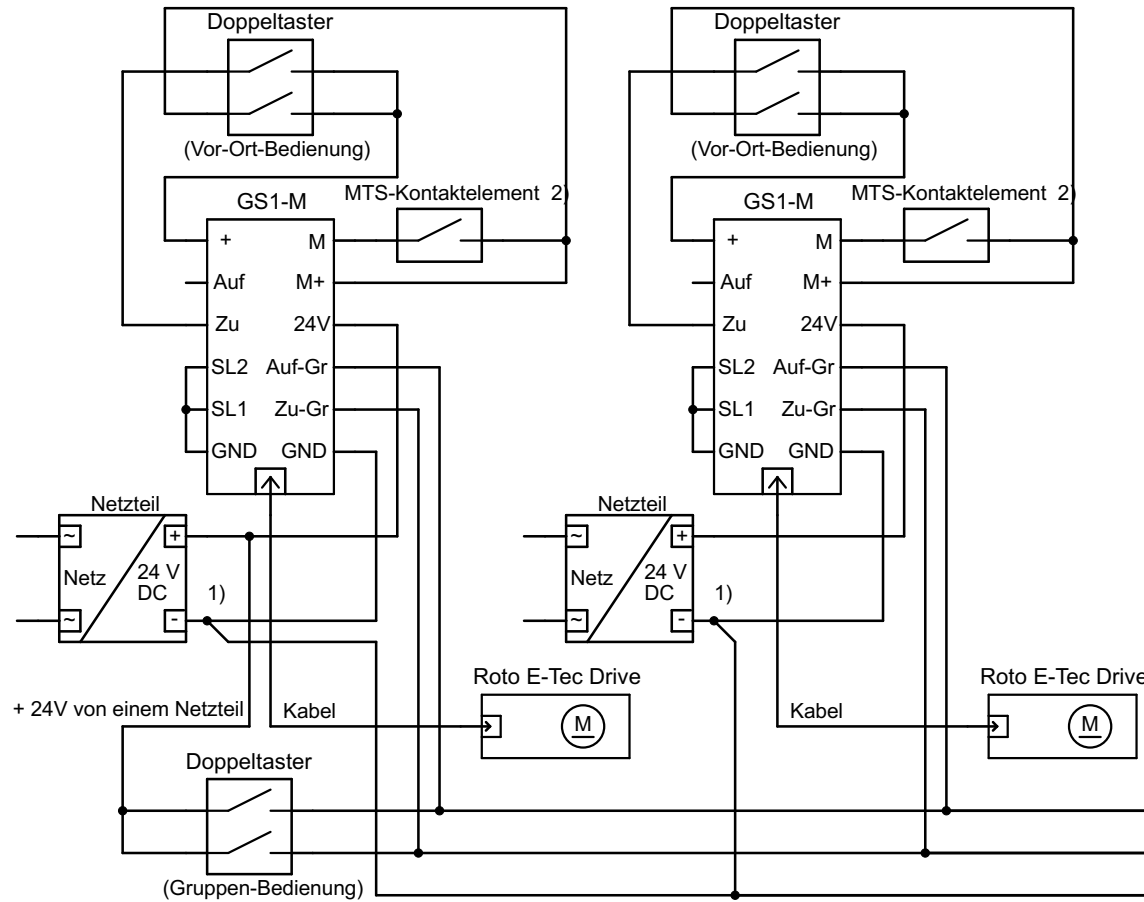 Doppeltaster
Doppeltaster
(Vor-Ort-Bedienung)
(Vor-Ort-Bedienung)
GS1-M
MTS-Kontaktelement 2)
GS1-M
MTS-Kontaktelement 2)
+ M
Auf M+
Zu 24V
SL2 Auf-Gr
SL1 Zu-Gr
GND GND
+ M
Auf M+
Zu 24V
SL2 Auf-Gr
SL1 Zu-Gr
GND GND
Netzteil
~ +
Netz 24 V
DC
~ -
1)
Netzteil
~ +
Netz 24 V
DC
~ -
1)
Roto E-Tec Drive
M
Roto E-Tec Drive
M
+ 24V von einem Netzteil
Kabel
Kabel
Doppeltaster
(Gruppen-Bedienung)